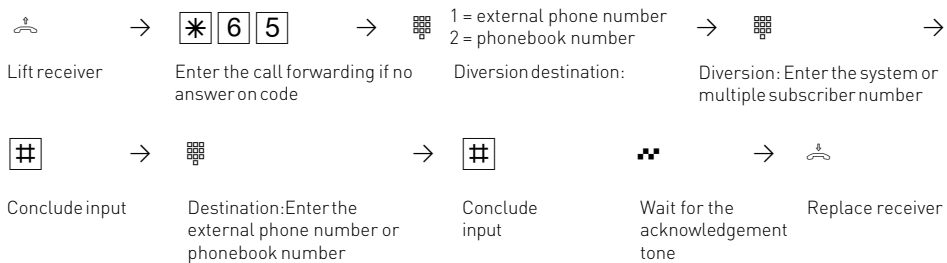 * 6 5
1 = external phone number
2 = phonebook number
Lift receiver
Enter the call forwarding if no
answer on code
Diversion destination:
Diversion: Enter the system or
multiple subscriber number
#
#
Conclude input
Destination: Enter the
external phone number or
phonebook number
Conclude
input
Wait for the
acknowledgement
tone
Replace receiver